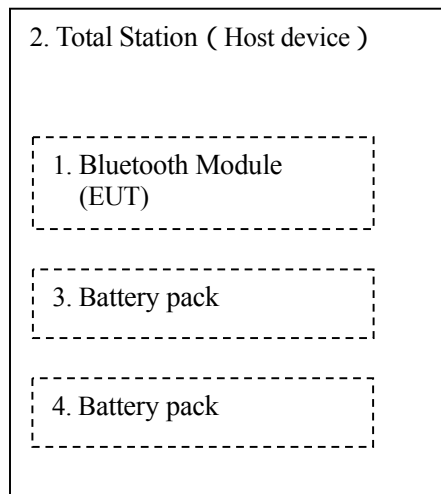 2. Total Station ( Host device )
1. Bluetooth Module
(EUT)
3. Battery pack
4. Battery pack